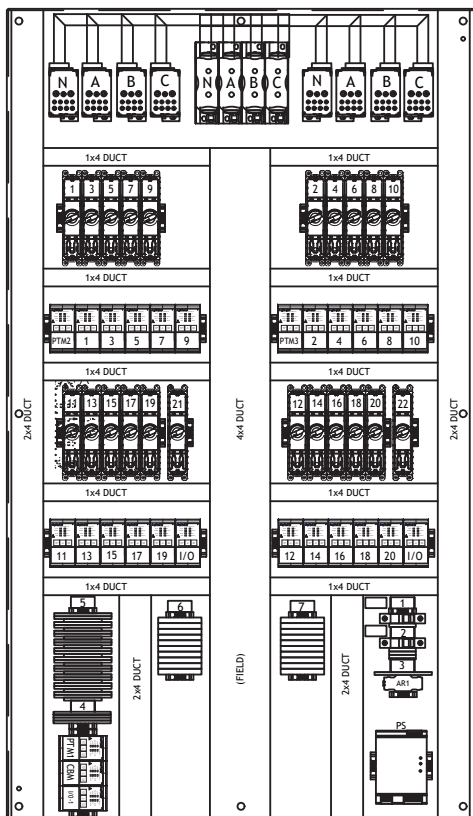 N A B C N A B C N A B C
1x4 DUCT 1x4 DUCT
1 3 5 7 9 2 4 6 8 10
1x4 DUCT 1x4 DUCT
PTM2 1 3 5 7 9 PTM3 2 4 6 8 10
1x4 DUCT 1x4 DUCT
11 13 15 17 19 21 12 14 16 18 20 22
2x4 DUCT 4x4 DUCT 2x4 DUCT
1x4 DUCT 1x4 DUCT
11 13 15 17 19 I/O 12 14 16 18 20 I/O
1x4 DUCT 1x4 DUCT
5 6 7 1
2
3
2x4 DUCT (FIELD) 2x4 DUCT
AR1
4
PS
PTM1
CBM
I/O-1